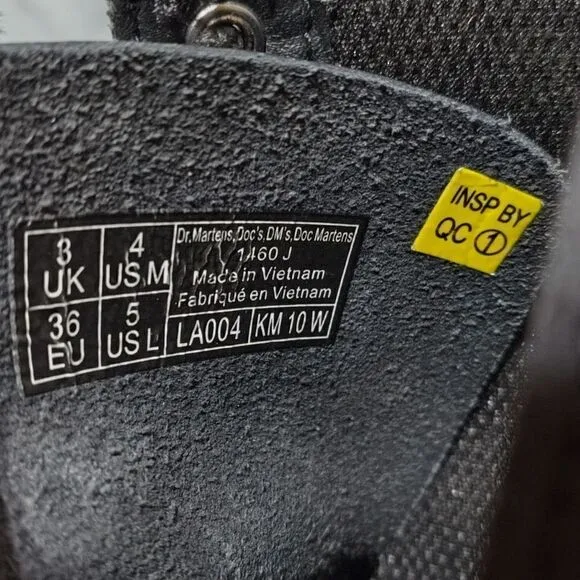 3
UK
4
US M
36
EU
5
US L
Dr.Martens,Doc's,DM's,Doc Martens
1460 J
Made in Vietnam
Fabriqué en Vietnam
LA004
KM 10 W
INSP BY
QC 1